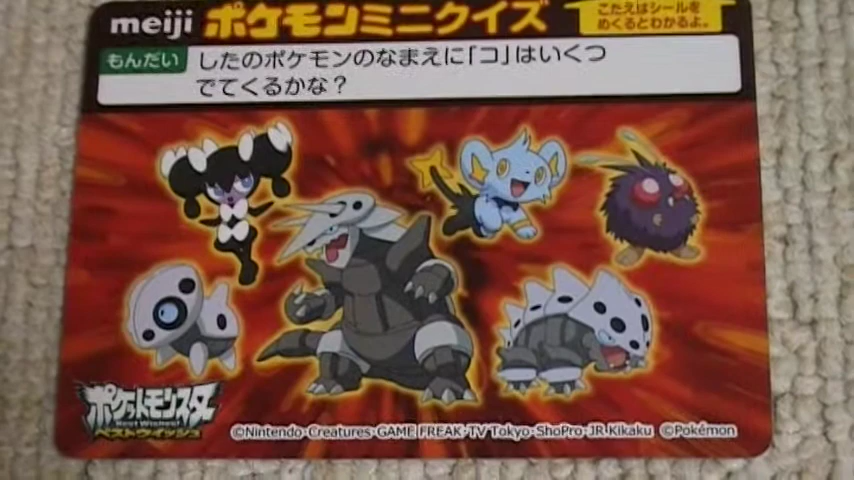 meiji ポケモンミニクイズ
こたえはシールを
めくるとわかるよ。
もんだい したのポケモンのなまえに「コ」はいくつ
でてくるかな？
ポケットモンスター
Best Wishes!
ベストウイッシュ
©Nintendo･Creatures･GAME FREAK･TV Tokyo･ShoPro･JR Kikaku ©Pokémon